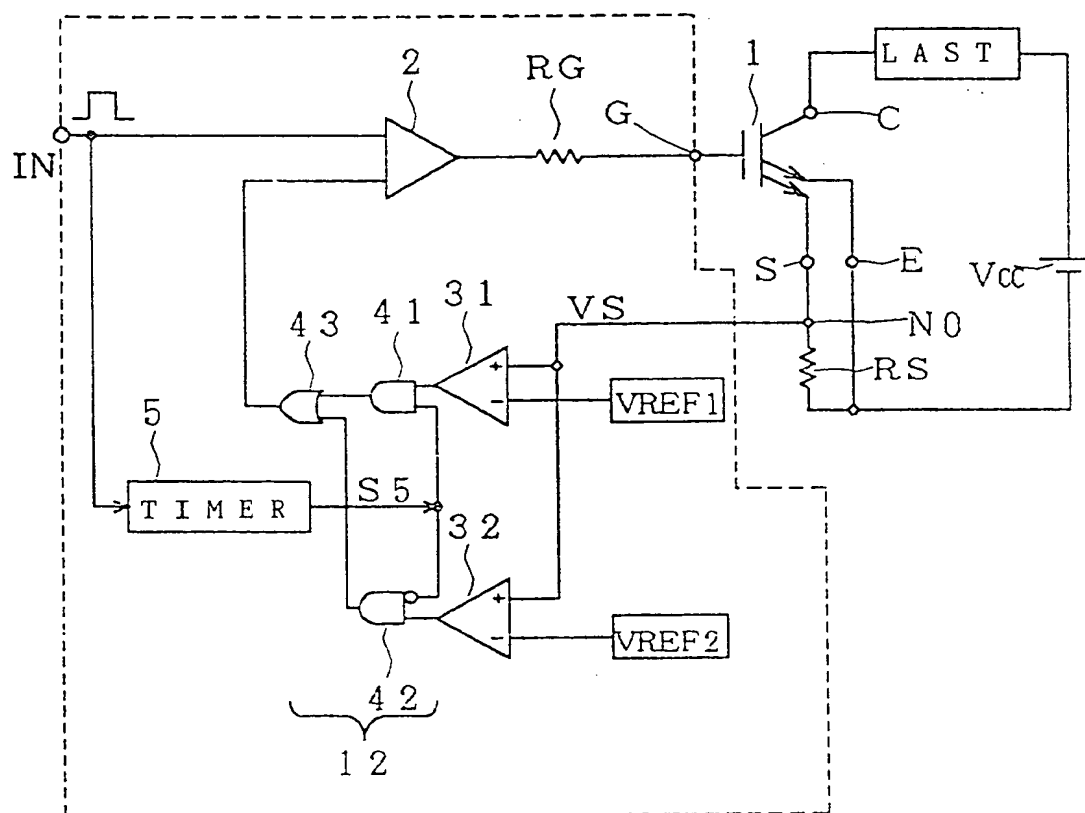 LAST
1
2
RG
G
C
IN
S
E
VCC
31
VS
N0
41
43
RS
VREF1
5
S5
TIMER
32
VREF2
42
12
+
−
+
−